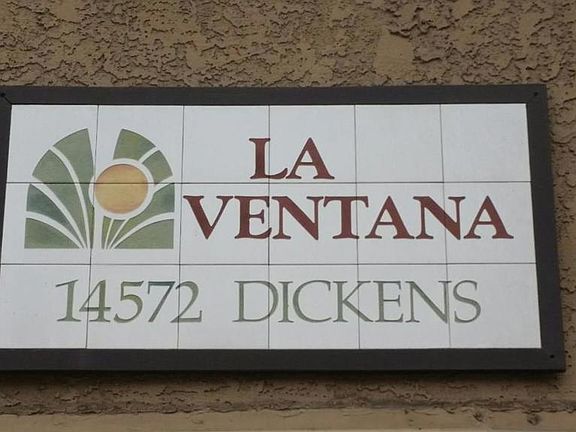 LA
VENTANA
14572 DICKENS